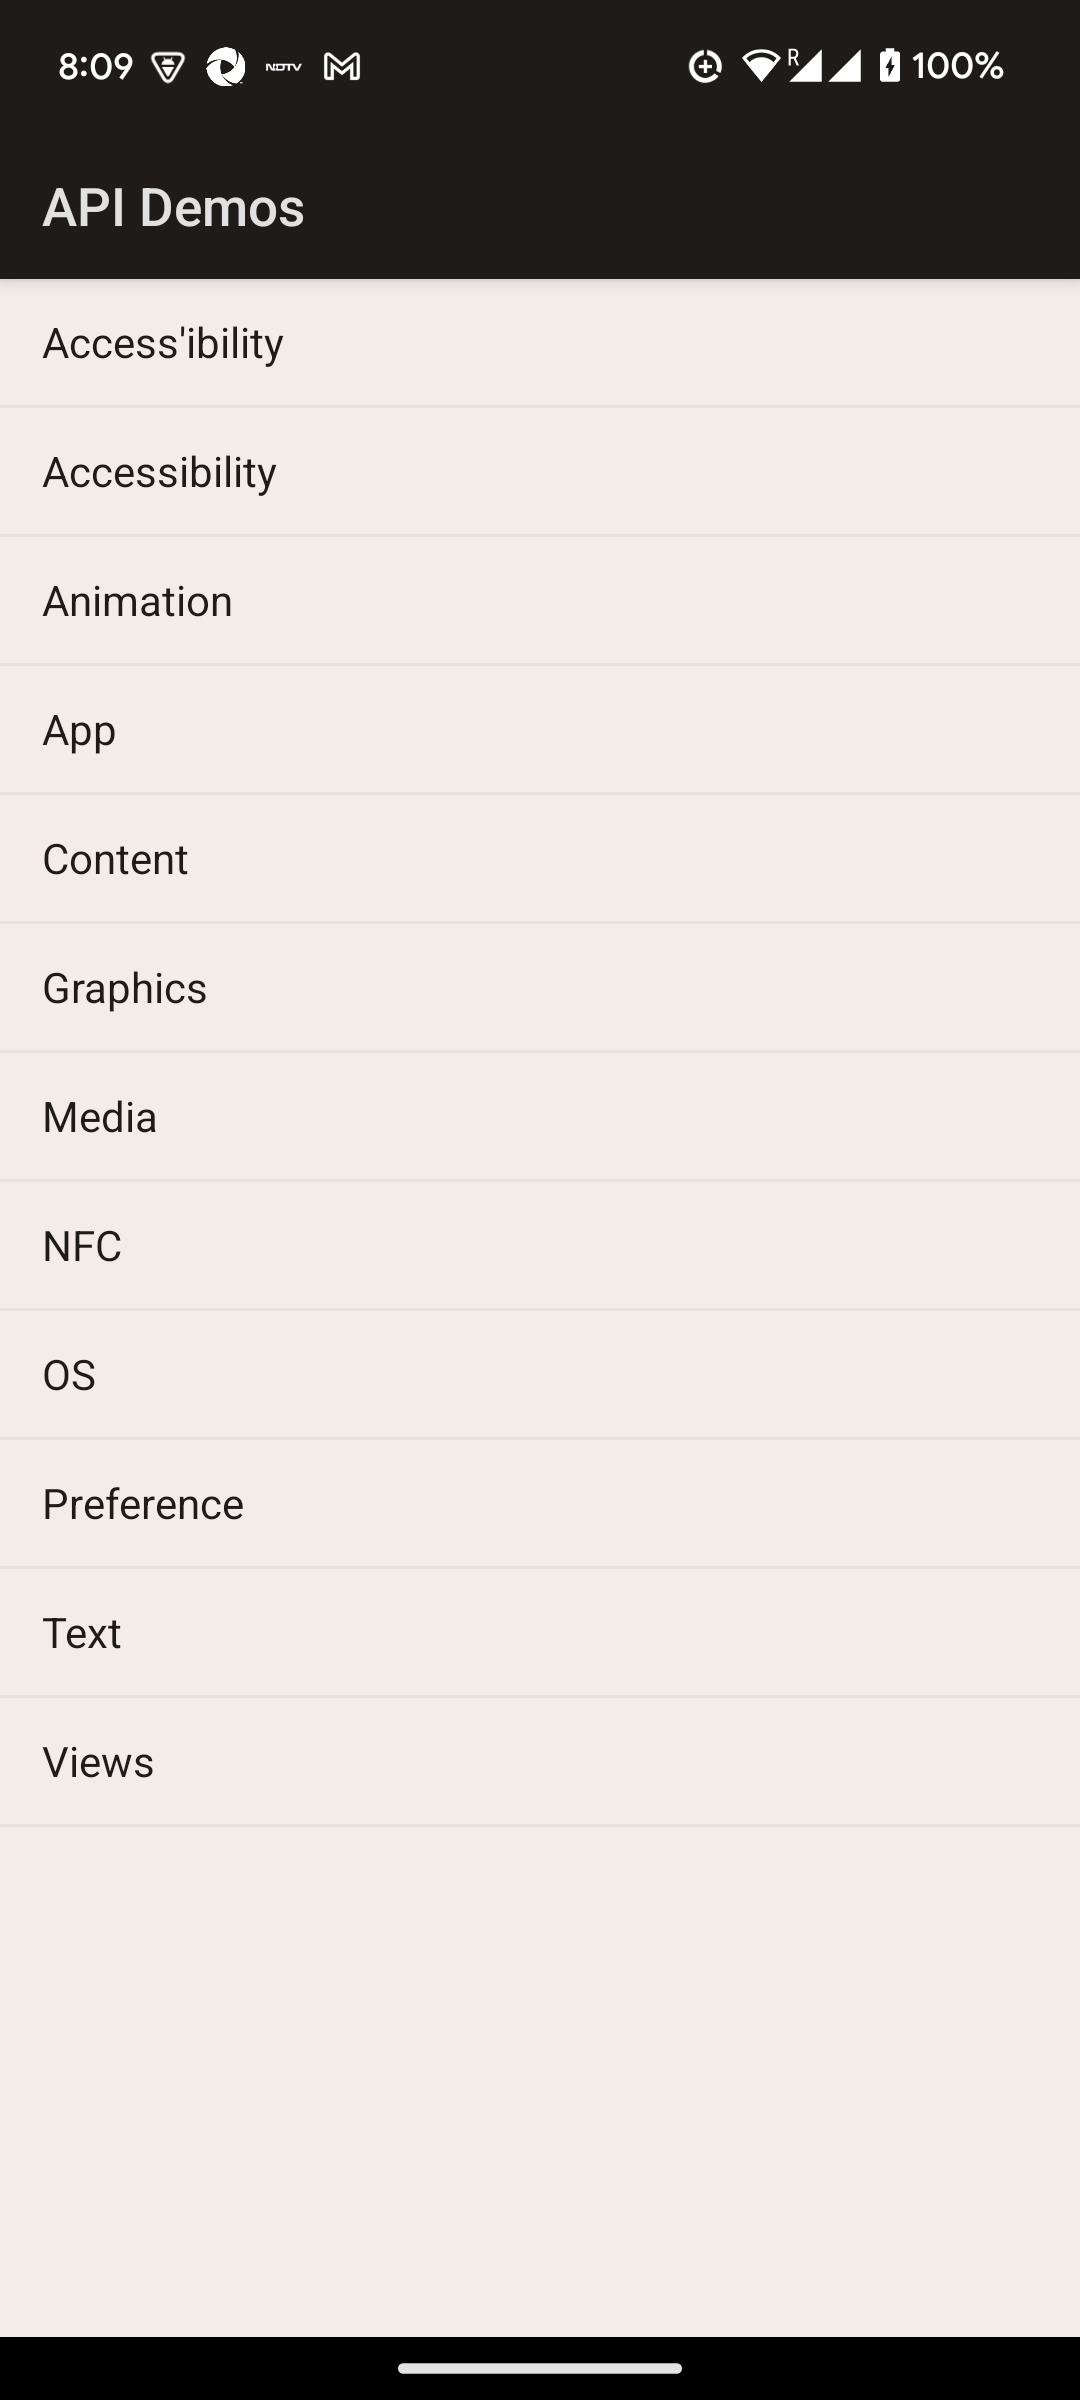 8:09 NDTV R 100%
API Demos
Access'ibility
Accessibility
Animation
App
Content
Graphics
Media
NFC
OS
Preference
Text
Views